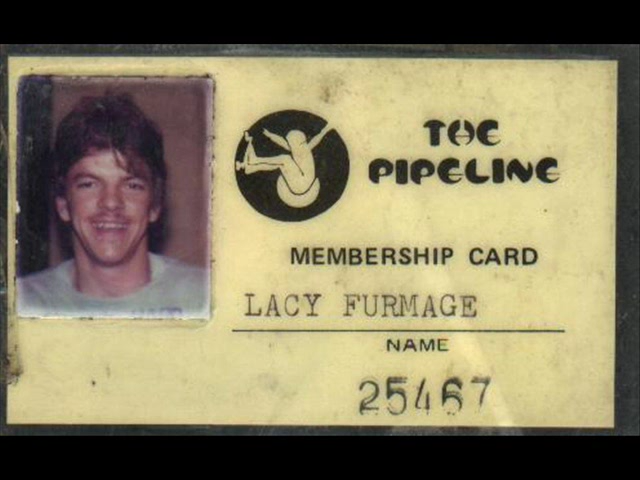 THE
PIPELINE
MEMBERSHIP CARD
LACY FURMAGE
NAME
25467